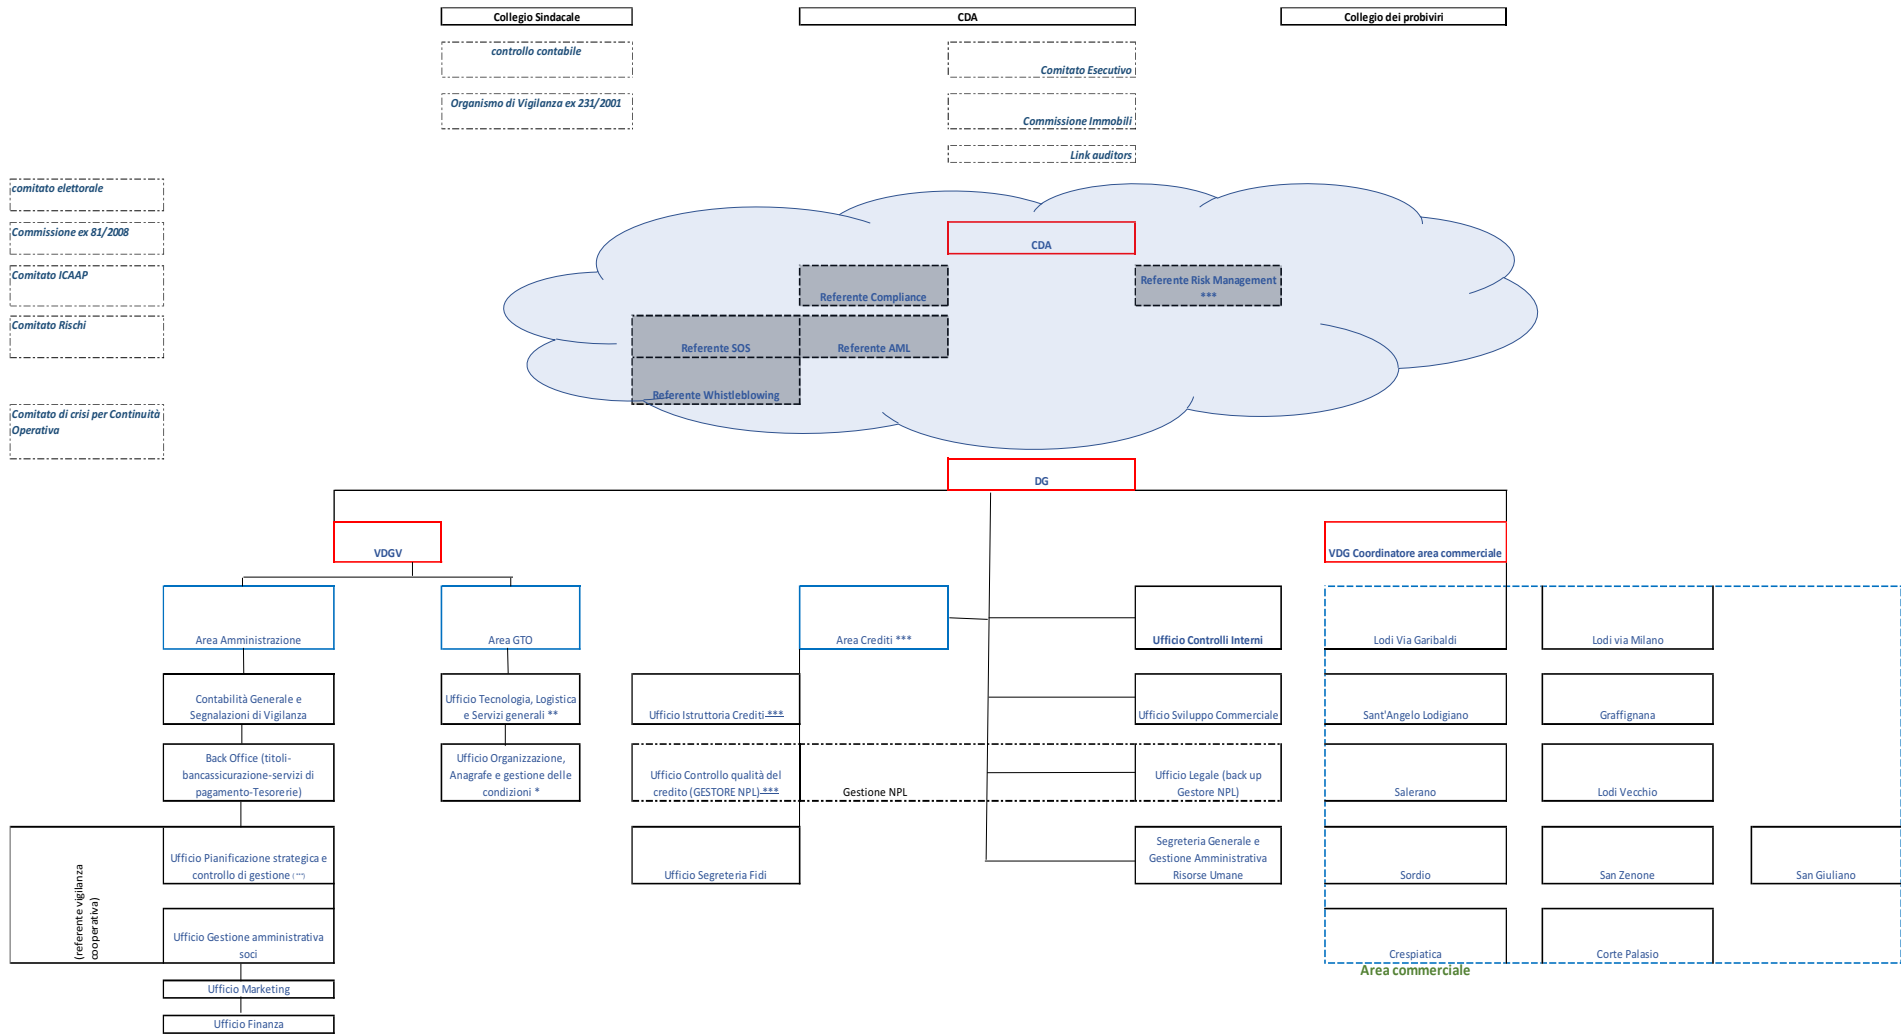 Collegio Sindacale
CDA
Collegio dei probiviri
controllo contabile
Comitato Esecutivo
Organismo di Vigilanza ex 231/2001
Commissione Immobili
Link auditors
comitato elettorale
Commissione ex 81/2008
CDA
Comitato ICAAP
Referente Compliance
Referente Risk Management
***
Comitato Rischi
Referente SOS
Referente AML
Referente Whistleblowing
Comitato di crisi per Continuità
Operativa
DG
VDGV
VDG Coordinatore area commerciale
Area Amministrazione
Area GTO
Area Crediti ***
Ufficio Controlli Interni
Lodi Via Garibaldi
Lodi via Milano
Contabilità Generale e
Segnalazioni di Vigilanza
Ufficio Tecnologia, Logistica
e Servizi generali **
Ufficio Istruttoria Crediti ***
Ufficio Sviluppo Commerciale
Sant'Angelo Lodigiano
Graffignana
Back Office (titoli-
bancassicurazione-servizi di
pagamento-Tesorerie)
Ufficio Organizzazione,
Anagrafe e gestione delle
condizioni *
Ufficio Controllo qualità del
credito (GESTORE NPL) ***
Gestione NPL
Ufficio Legale (back up
Gestore NPL)
Salerano
Lodi Vecchio
(referente vigilanza
cooperativa)
Ufficio Pianificazione strategica e
controllo di gestione (***)
Ufficio Segreteria Fidi
Segreteria Generale e
Gestione Amministrativa
Risorse Umane
Sordio
San Zenone
San Giuliano
Ufficio Gestione amministrativa
soci
Crespiatica
Corte Palasio
Area commerciale
Ufficio Marketing
Ufficio Finanza